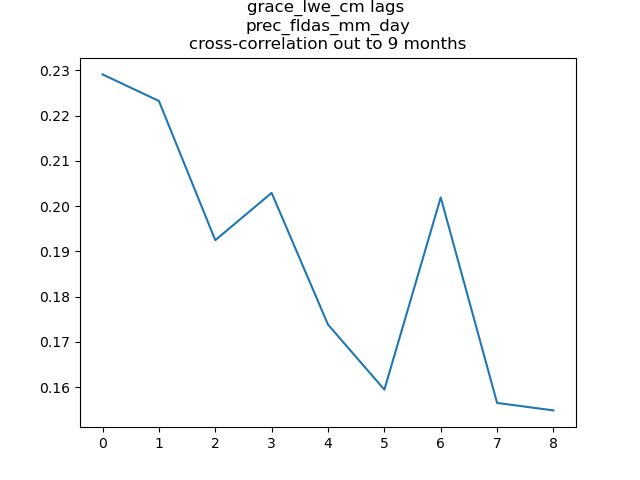 grace_lwe_cm lags
prec_fldas_mm_day
cross-correlation out to 9 months
0.23
0.22
0.21
0.20
0.19
0.18
0.17
0.16
0 1 2 3 4 5 6 7 8